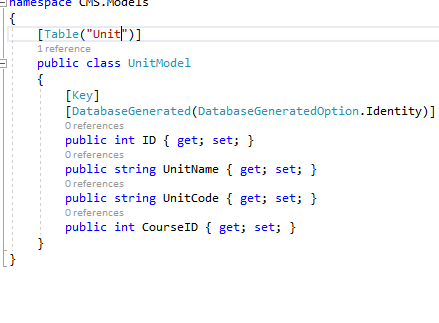 namespace CMS.Models
{
[Table("Unit")]
1 reference
public class UnitModel
{
[Key]
[DatabaseGenerated(DatabaseGeneratedOption.Identity)]
0 references
public int ID { get; set; }
0 references
public string UnitName { get; set; }
0 references
public string UnitCode { get; set; }
0 references
public int CourseID { get; set; }
}
}